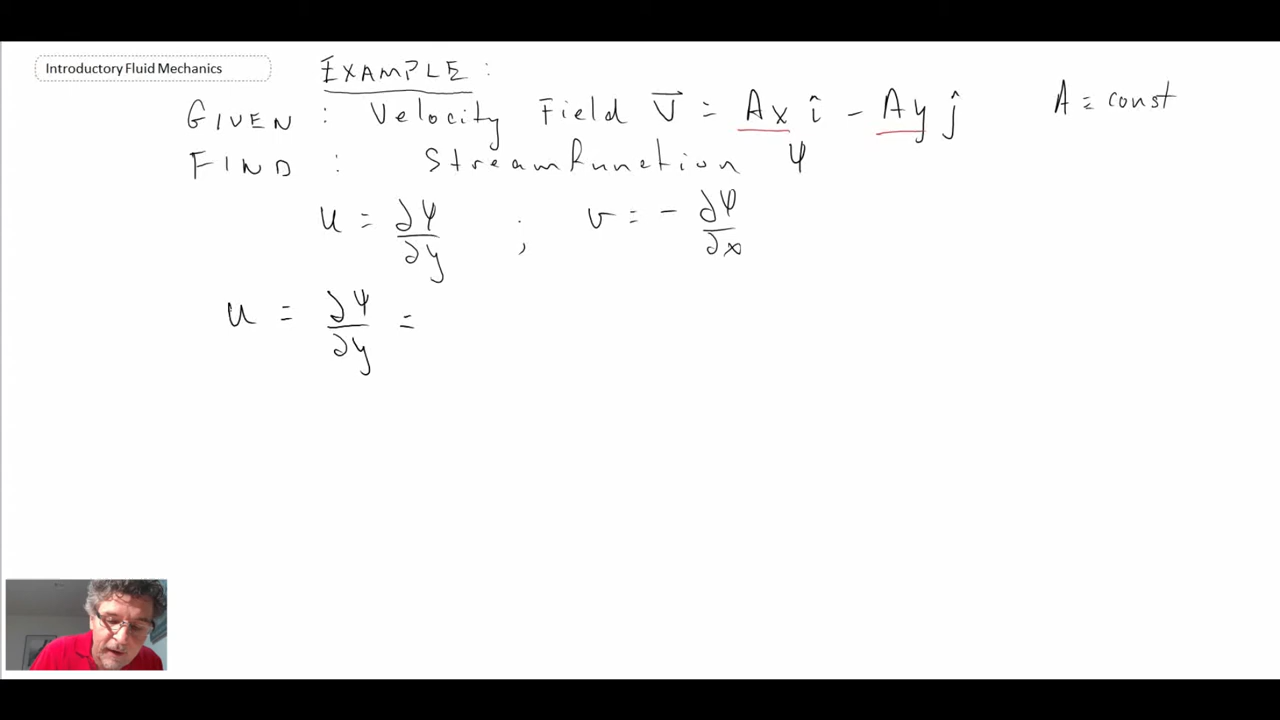 Introductory Fluid Mechanics
EXAMPLE :
GIVEN : Velocity Field V⃗ = Ax î − Ay ĵ A = const
FIND : Streamfunction ψ
u = ∂ψ/∂y ; v = − ∂ψ/∂x
u = ∂ψ/∂y =